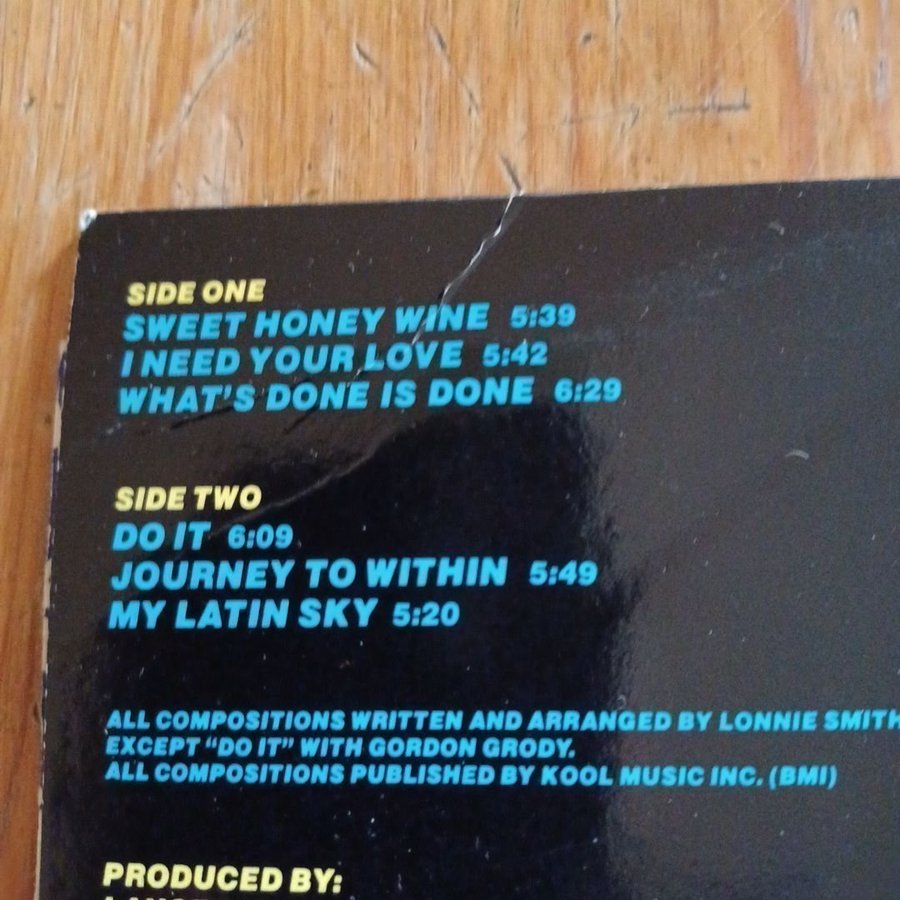 SIDE ONE
SWEET HONEY WINE 5:39
I NEED YOUR LOVE 5:42
WHAT'S DONE IS DONE 6:29
SIDE TWO
DO IT 6:09
JOURNEY TO WITHIN 5:49
MY LATIN SKY 5:20
ALL COMPOSITIONS WRITTEN AND ARRANGED BY LONNIE SMITH
EXCEPT "DO IT" WITH GORDON GRODY.
ALL COMPOSITIONS PUBLISHED BY KOOL MUSIC INC. (BMI)
PRODUCED BY: